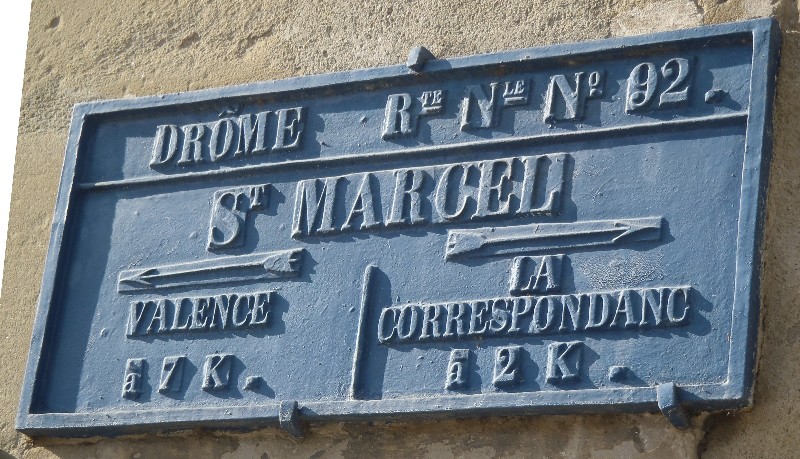 DRÔME RTE NLE NO 92.
ST MARCEL
VALENCE
à 7 K.
LA
CORRESPONDANC
à 2 K.